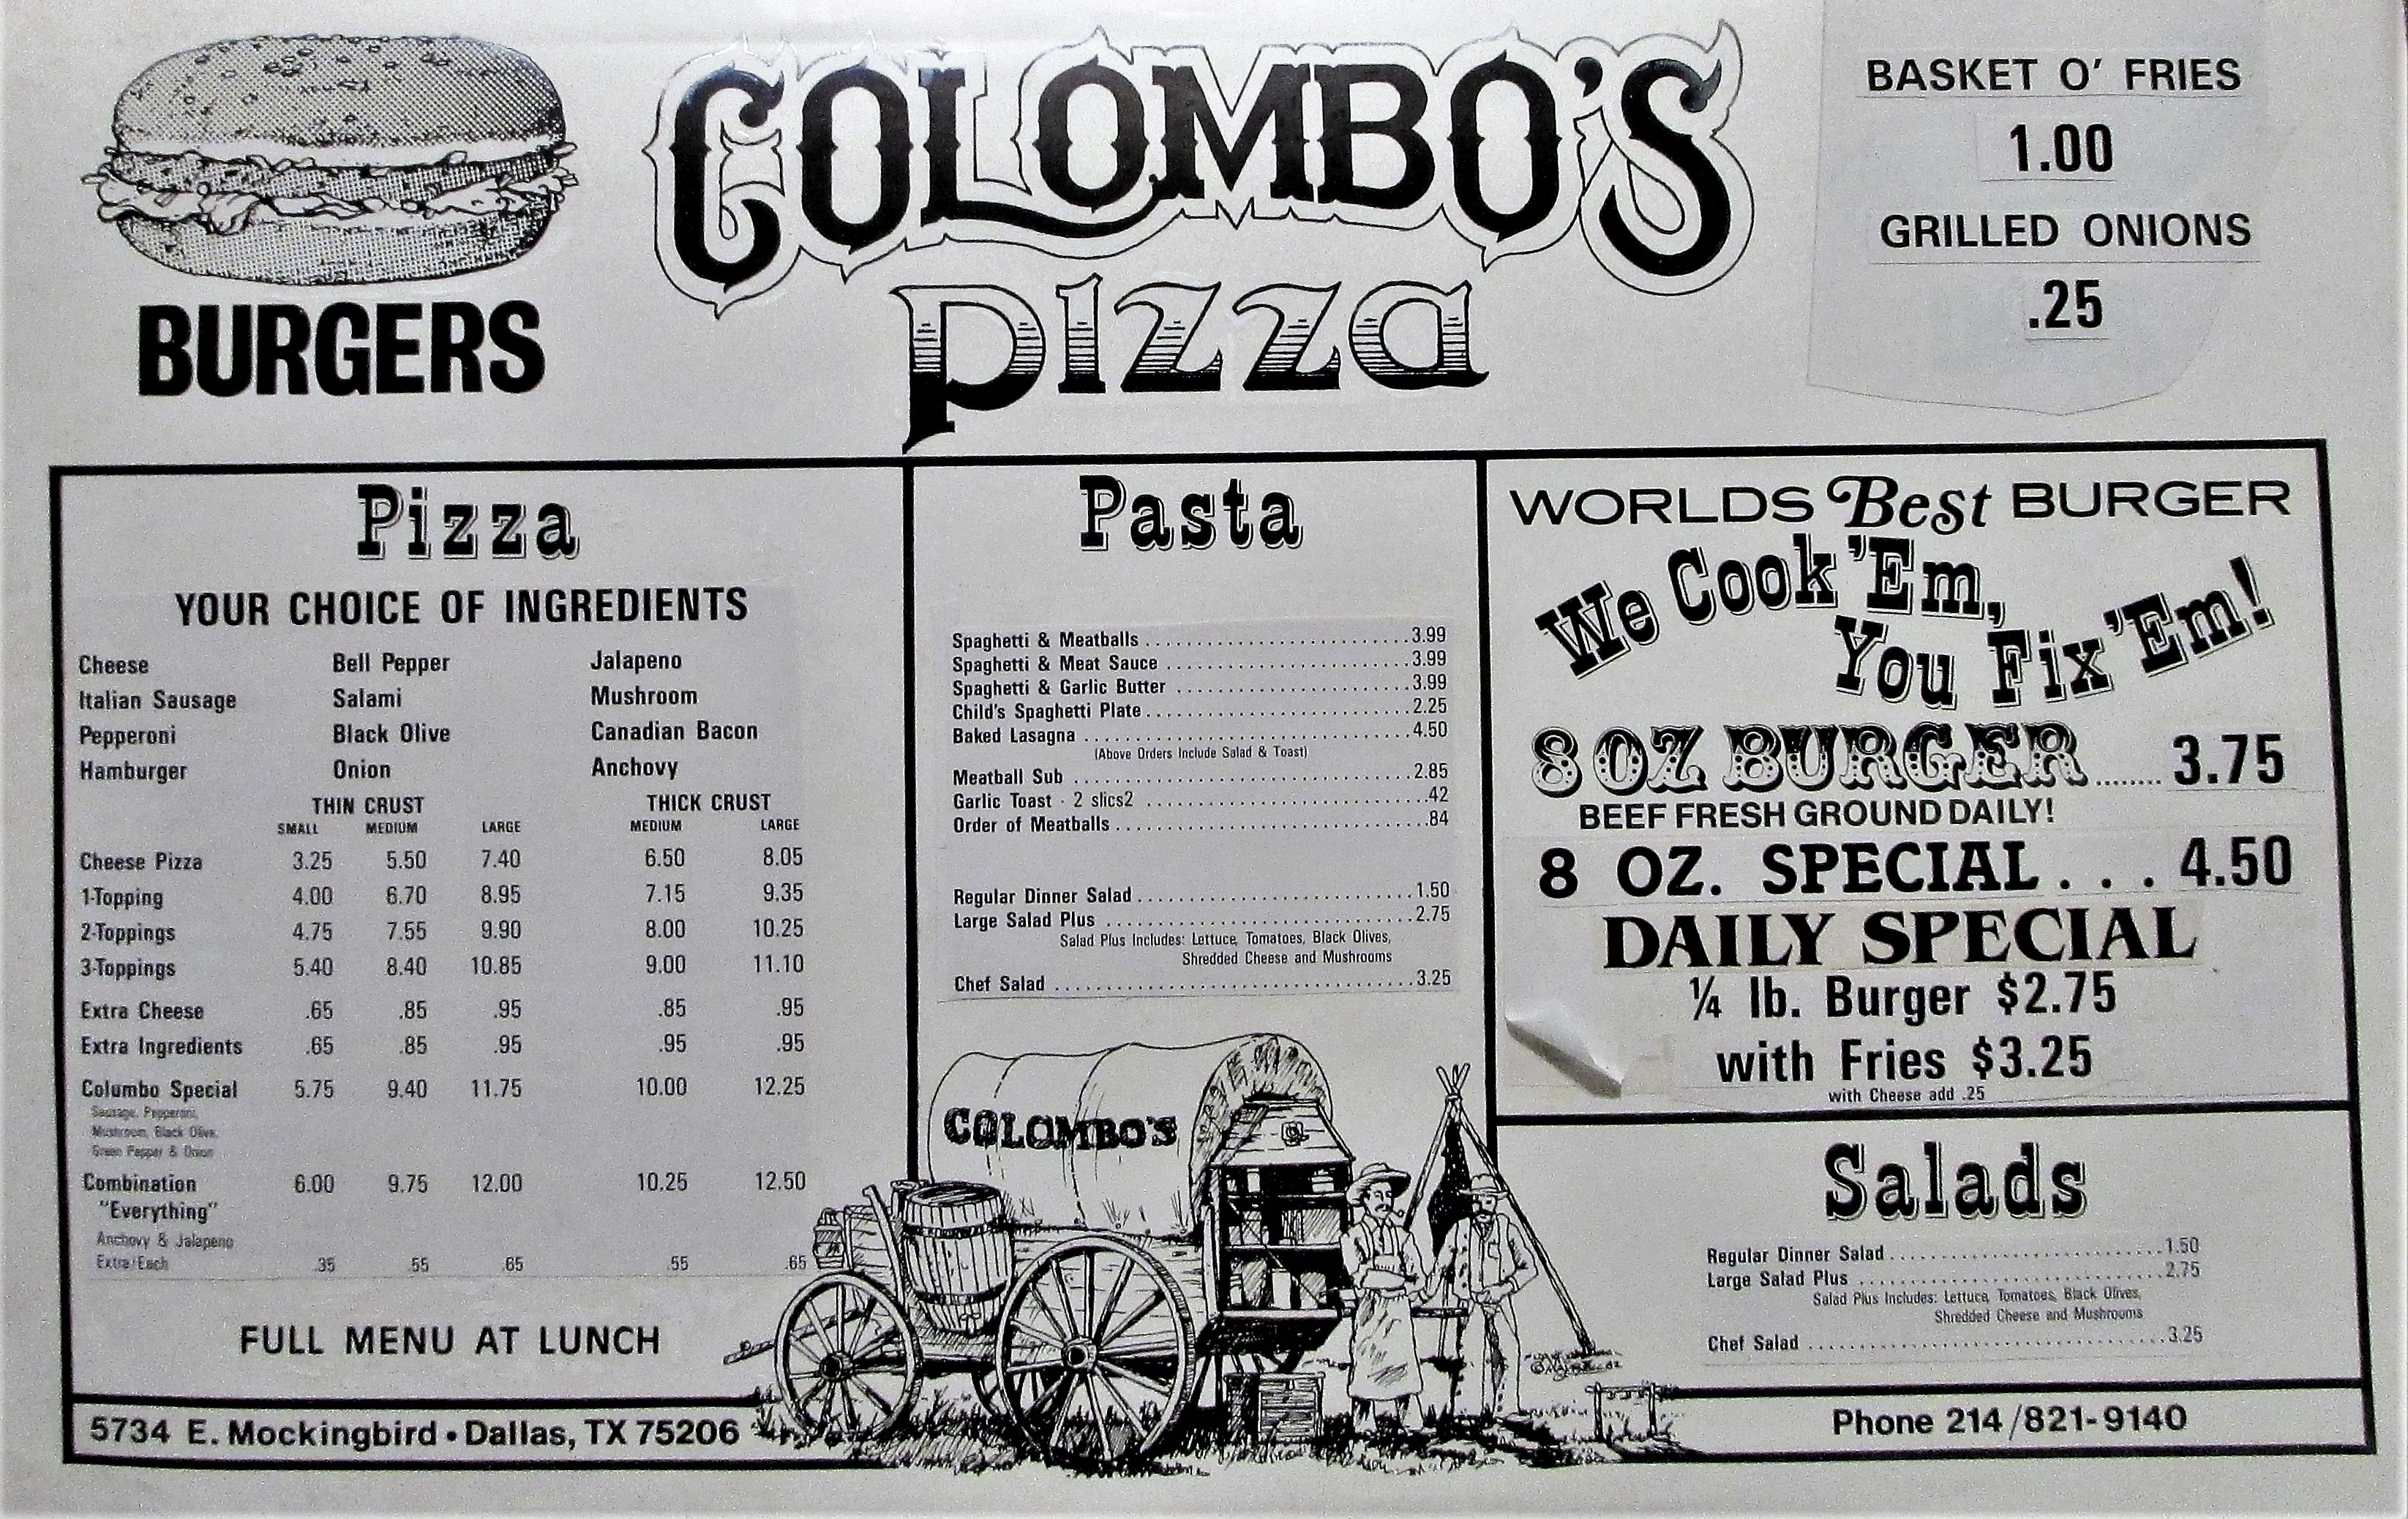 COLOMBO'S
pizza
BURGERS
BASKET O' FRIES
1.00
GRILLED ONIONS
.25
Pizza
YOUR CHOICE OF INGREDIENTS
Cheese Bell Pepper Jalapeno
Italian Sausage Salami Mushroom
Pepperoni Black Olive Canadian Bacon
Hamburger Onion Anchovy
THIN CRUST THICK CRUST
SMALL MEDIUM LARGE MEDIUM LARGE
Cheese Pizza 3.25 5.50 7.40 6.50 8.05
1-Topping 4.00 6.70 8.95 7.15 9.35
2-Toppings 4.75 7.55 9.90 8.00 10.25
3-Toppings 5.40 8.40 10.85 9.00 11.10
Extra Cheese .65 .85 .95 .85 .95
Extra Ingredients .65 .85 .95 .95 .95
Columbo Special 5.75 9.40 11.75 10.00 12.25
Sausage, Pepperoni,
Mushroom, Black Olive,
Green Pepper & Onion
Combination 6.00 9.75 12.00 10.25 12.50
"Everything"
Anchovy & Jalapeno
Extra/Each .35 .55 .65 .55 .65
FULL MENU AT LUNCH
Pasta
Spaghetti & Meatballs ........................ 3.99
Spaghetti & Meat Sauce ...................... 3.99
Spaghetti & Garlic Butter ..................... 3.99
Child's Spaghetti Plate ........................ 2.25
Baked Lasagna ................................ 4.50
(Above Orders Include Salad & Toast)
Meatball Sub ................................. 2.85
Garlic Toast - 2 slics2 ......................... .42
Order of Meatballs ............................ .84
Regular Dinner Salad ......................... 1.50
Large Salad Plus ............................. 2.75
Salad Plus Includes: Lettuce, Tomatoes, Black Olives,
Shredded Cheese and Mushrooms
Chef Salad .................................. 3.25
COLOMBO'S
WORLDS Best BURGER
We Cook 'Em,
You Fix 'Em!
8 OZ BURGER ........ 3.75
BEEF FRESH GROUND DAILY!
8 OZ. SPECIAL . . . 4.50
DAILY SPECIAL
¼ lb. Burger $2.75
with Fries $3.25
with Cheese add .25
Salads
Regular Dinner Salad ......................... 1.50
Large Salad Plus ............................. 2.75
Salad Plus Includes: Lettuce, Tomatoes, Black Olives,
Shredded Cheese and Mushrooms
Chef Salad .................................. 3.25
5734 E. Mockingbird • Dallas, TX 75206
Phone 214/821-9140